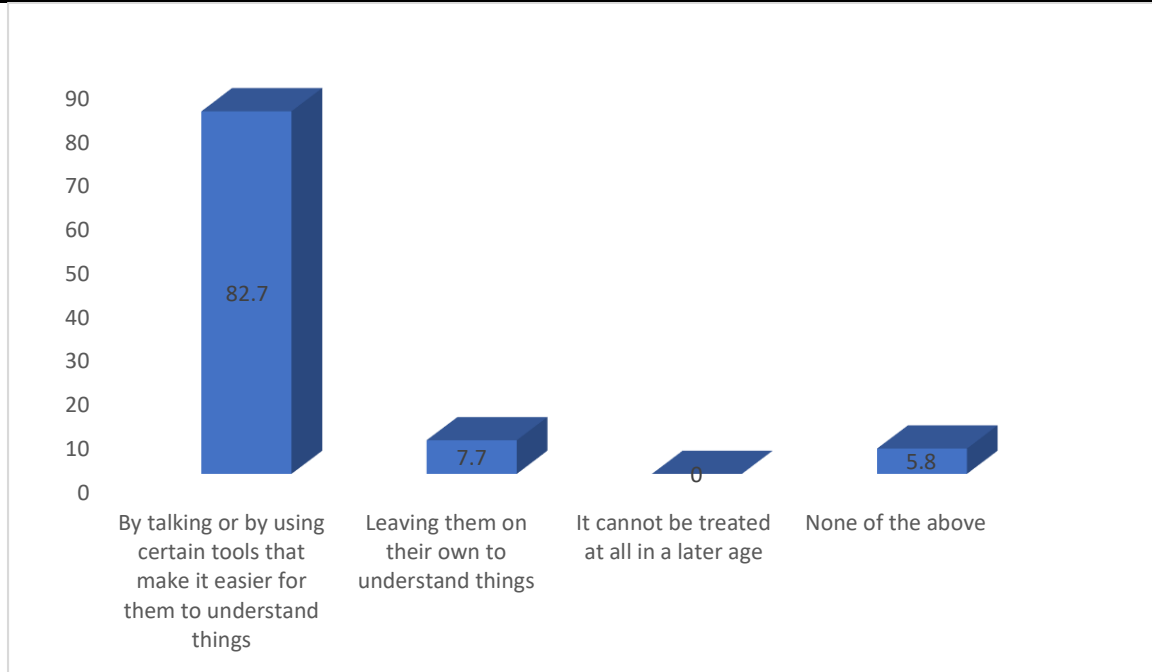 90
80
70
60
50
40
30
20
10
0
82.7
7.7
0
5.8
By talking or by using
certain tools that
make it easier for
them to understand
things
Leaving them on
their own to
understand things
It cannot be treated
at all in a later age
None of the above